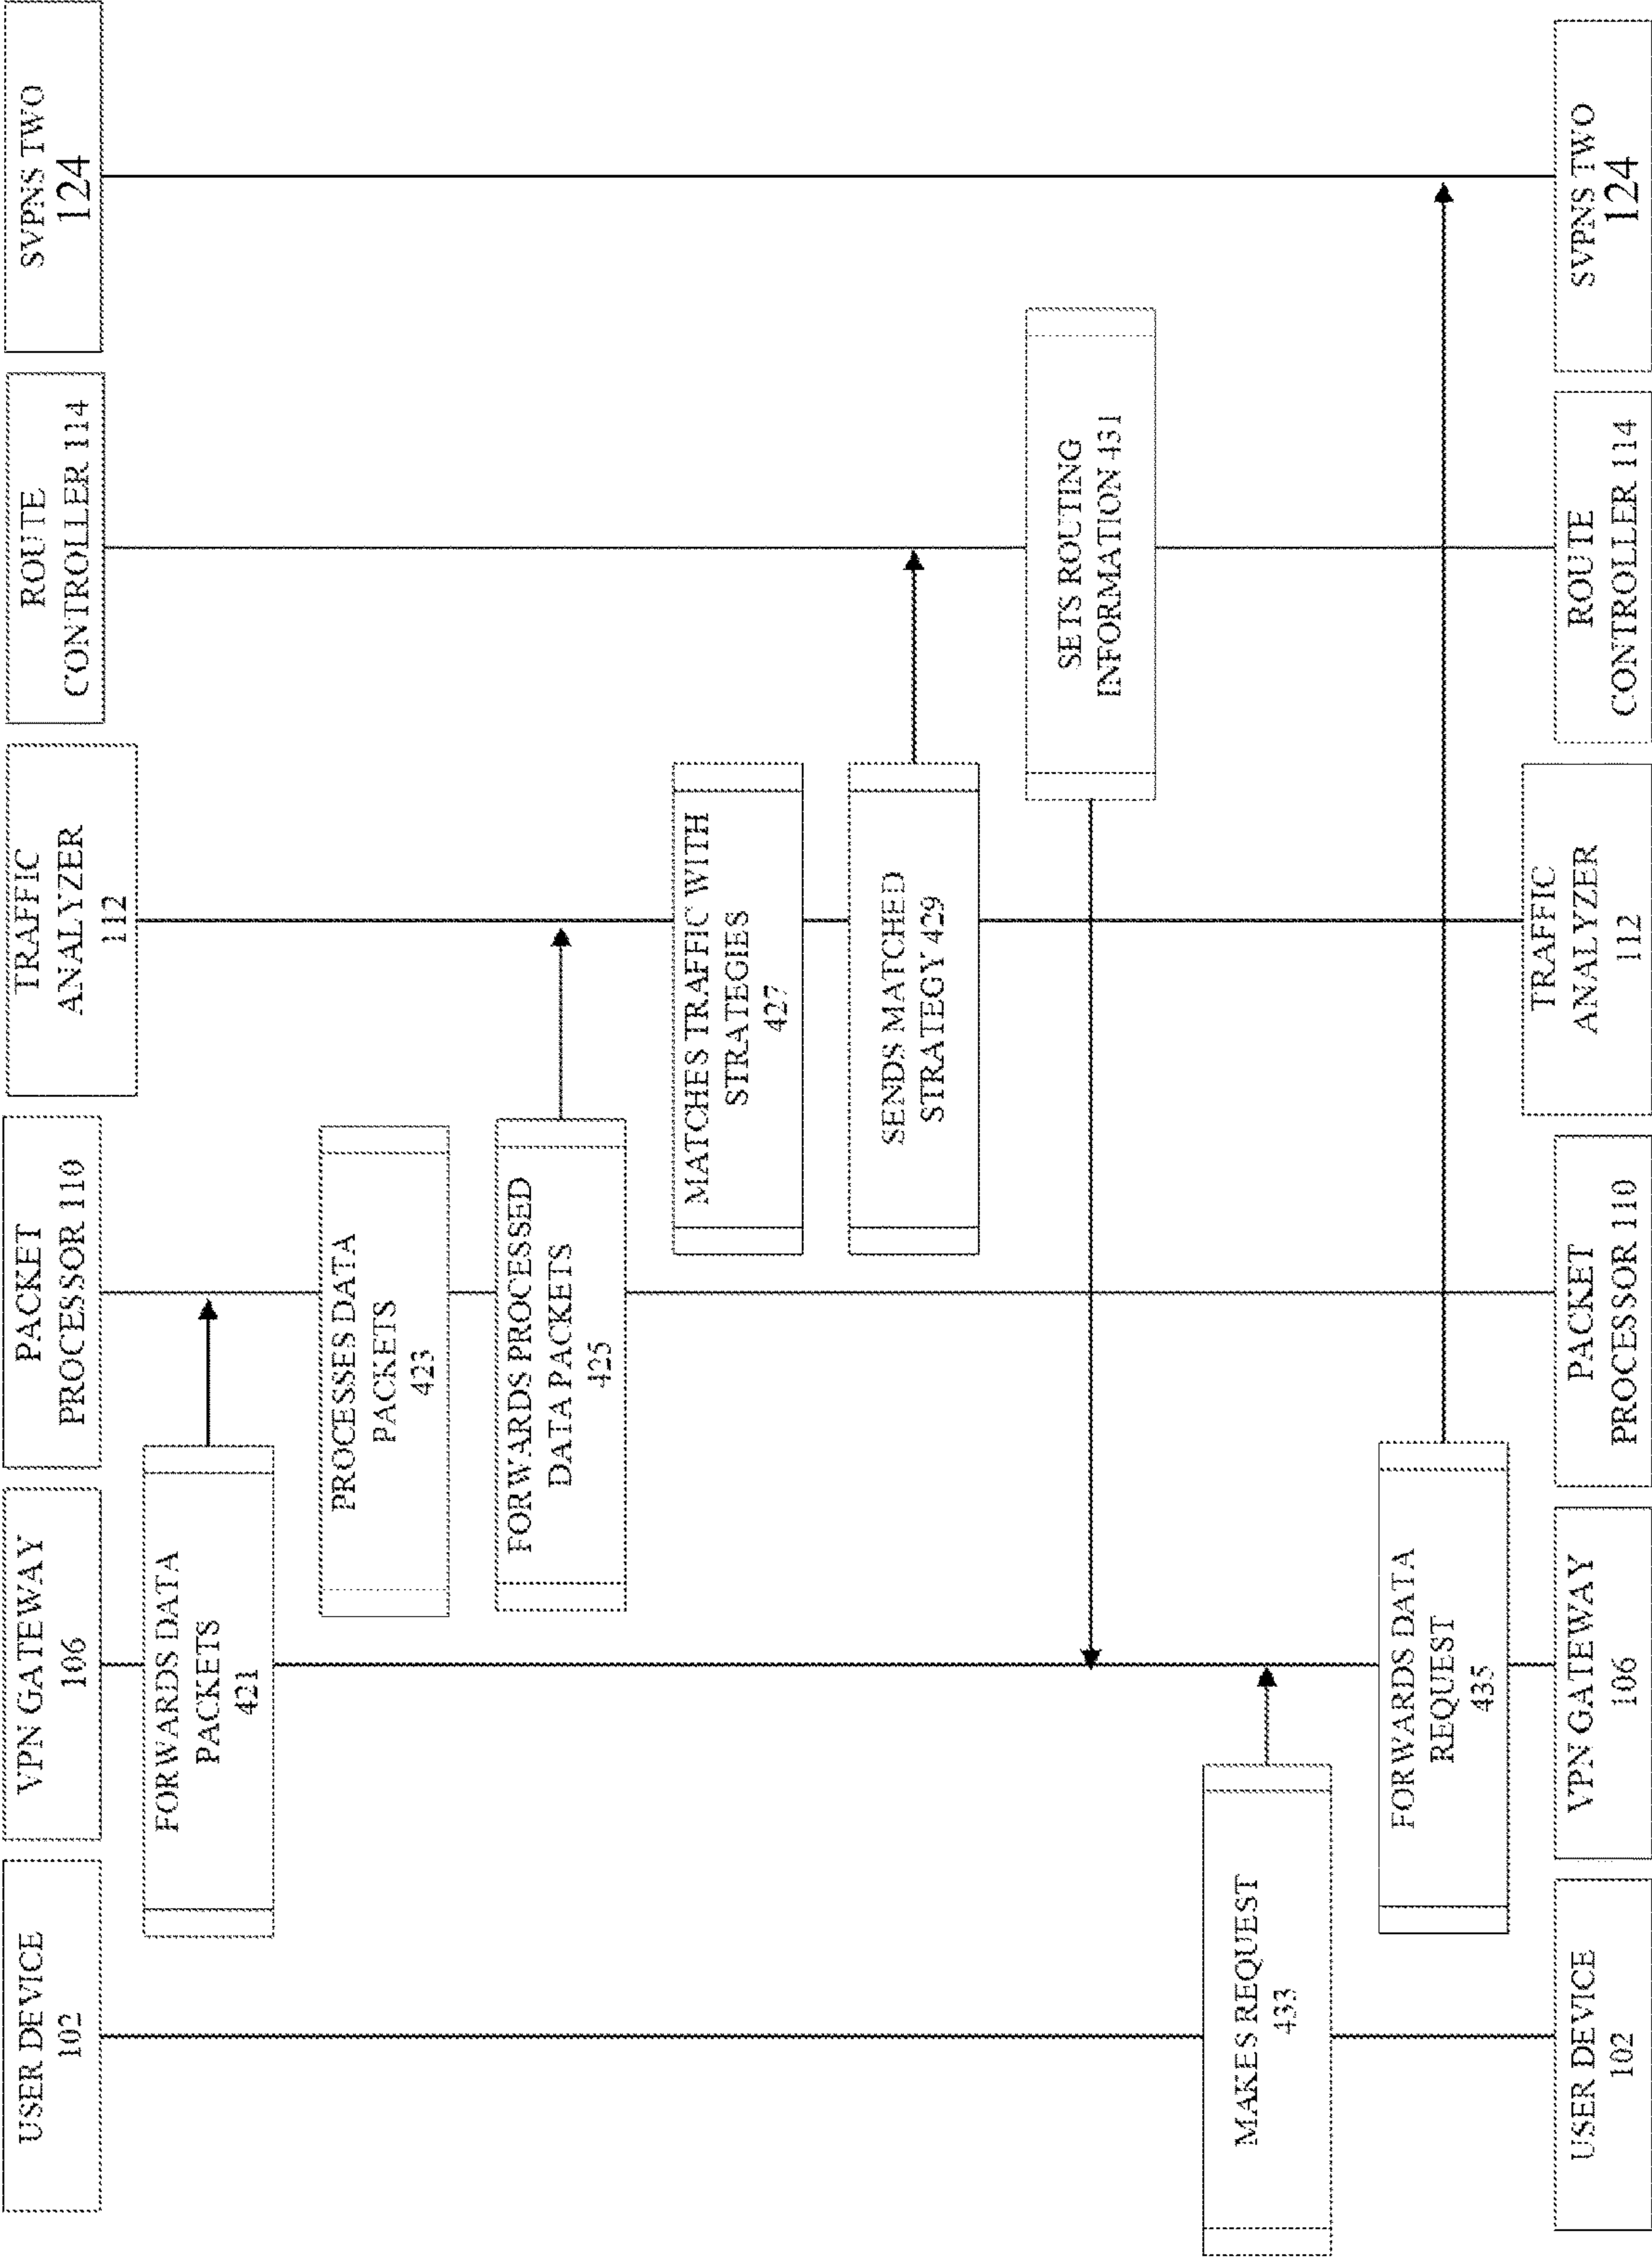 USER DEVICE
102
VPN GATEWAY
106
PACKET
PROCESSOR 110
TRAFFIC
ANALYZER
112
ROUTE
CONTROLLER 114
SVPNS TWO
124
FORWARDS DATA
PACKETS
421
PROCESSES DATA
PACKETS
423
FORWARDS PROCESSED
DATA PACKETS
425
MATCHES TRAFFIC WITH
STRATEGIES
427
SENDS MATCHED
STRATEGY 429
SETS ROUTING
INFORMATION 431
MAKES REQUEST
433
FORWARDS DATA
REQUEST
435
USER DEVICE
102
VPN GATEWAY
106
PACKET
PROCESSOR 110
TRAFFIC
ANALYZER
112
ROUTE
CONTROLLER 114
SVPNS TWO
124